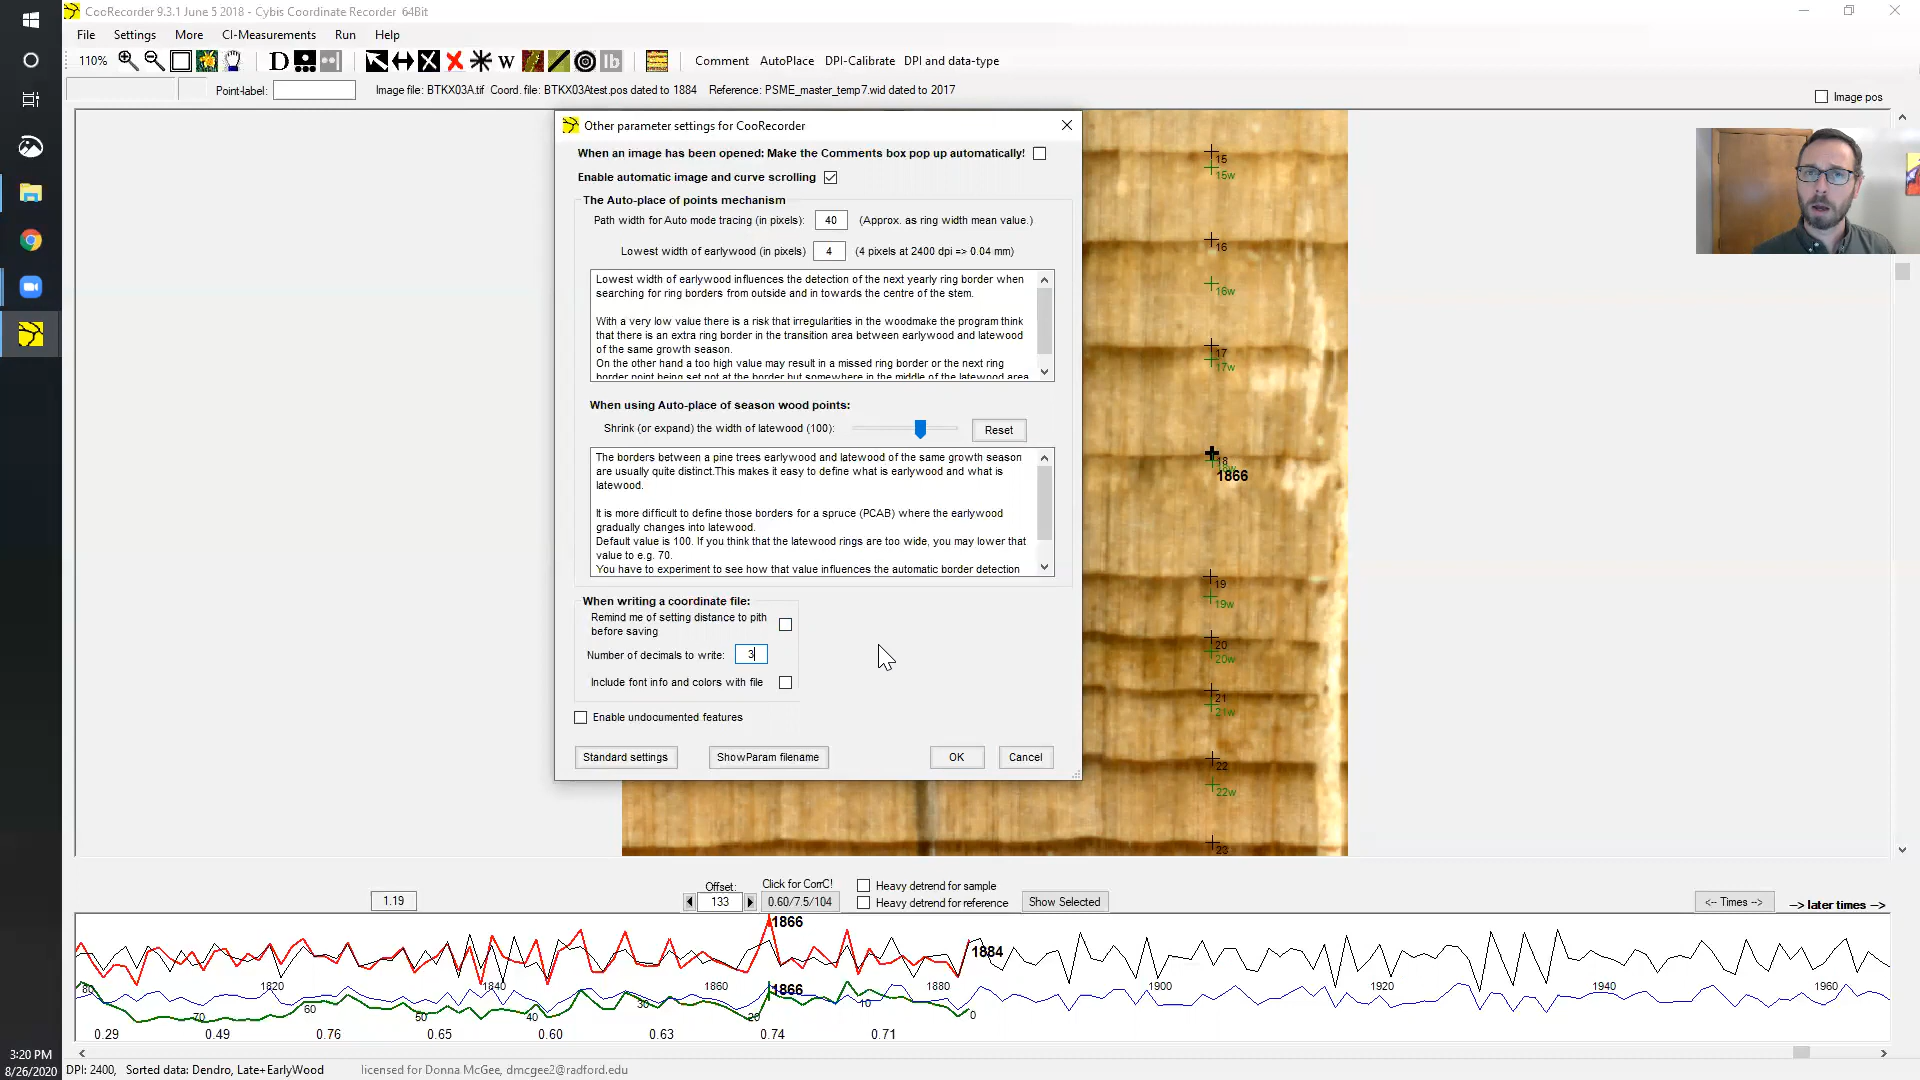 CooRecorder 9.3.1 June 5 2018 - Cybis Coordinate Recorder 64Bit
File Settings More CI-Measurements Run Help
110% D W lb Comment AutoPlace DPI-Calibrate DPI and data-type
Point-label: Image file: BTKX03A.tif Coord. file: BTKX03Atest.pos dated to 1884 Reference: PSME_master_temp7.wid dated to 2017
Image pos
Other parameter settings for CooRecorder
When an image has been opened: Make the Comments box pop up automatically!
Enable automatic image and curve scrolling
The Auto-place of points mechanism
Path width for Auto mode tracing (in pixels): 40 (Approx. as ring width mean value.)
Lowest width of earlywood (in pixels) 4 (4 pixels at 2400 dpi => 0.04 mm)
Lowest width of earlywood influences the detection of the next yearly ring border when
searching for ring borders from outside and in towards the centre of the stem.
With a very low value there is a risk that irregularities in the woodmake the program think
that there is an extra ring border in the transition area between earlywood and latewood
of the same growth season.
On the other hand a too high value may result in a missed ring border or the next ring
border point being set not at the border but somewhere in the middle of the latewood area
When using Auto-place of season wood points:
Shrink (or expand) the width of latewood (100): Reset
The borders between a pine trees earlywood and latewood of the same growth season
are usually quite distinct.This makes it easy to define what is earlywood and what is
latewood.
It is more difficult to define those borders for a spruce (PCAB) where the earlywood
gradually changes into latewood.
Default value is 100. If you think that the latewood rings are too wide, you may lower that
value to e.g. 70.
You have to experiment to see how that value influences the automatic border detection
When writing a coordinate file:
Remind me of setting distance to pith
before saving
Number of decimals to write: 3
Include font info and colors with file
Enable undocumented features
Standard settings ShowParam filename OK Cancel
15
15w
16
16w
17
17w
18
1866
19
19w
20
20w
21
21w
22
22w
23
1.19
Offset: 133
Click for CorrC!
0.60/7.5/104
Heavy detrend for sample
Heavy detrend for reference
Show Selected
<-- Times --> --> later times -->
1866
1884
1820 1840 1860 1880 1900 1920 1940 1960
1866
80 70 60 50 40 30 20 10 0
0.29 0.49 0.76 0.65 0.60 0.63 0.74 0.71
3:20 PM
8/26/2020
DPI: 2400, Sorted data: Dendro, Late+EarlyWood licensed for Donna McGee, dmcgee2@radford.edu